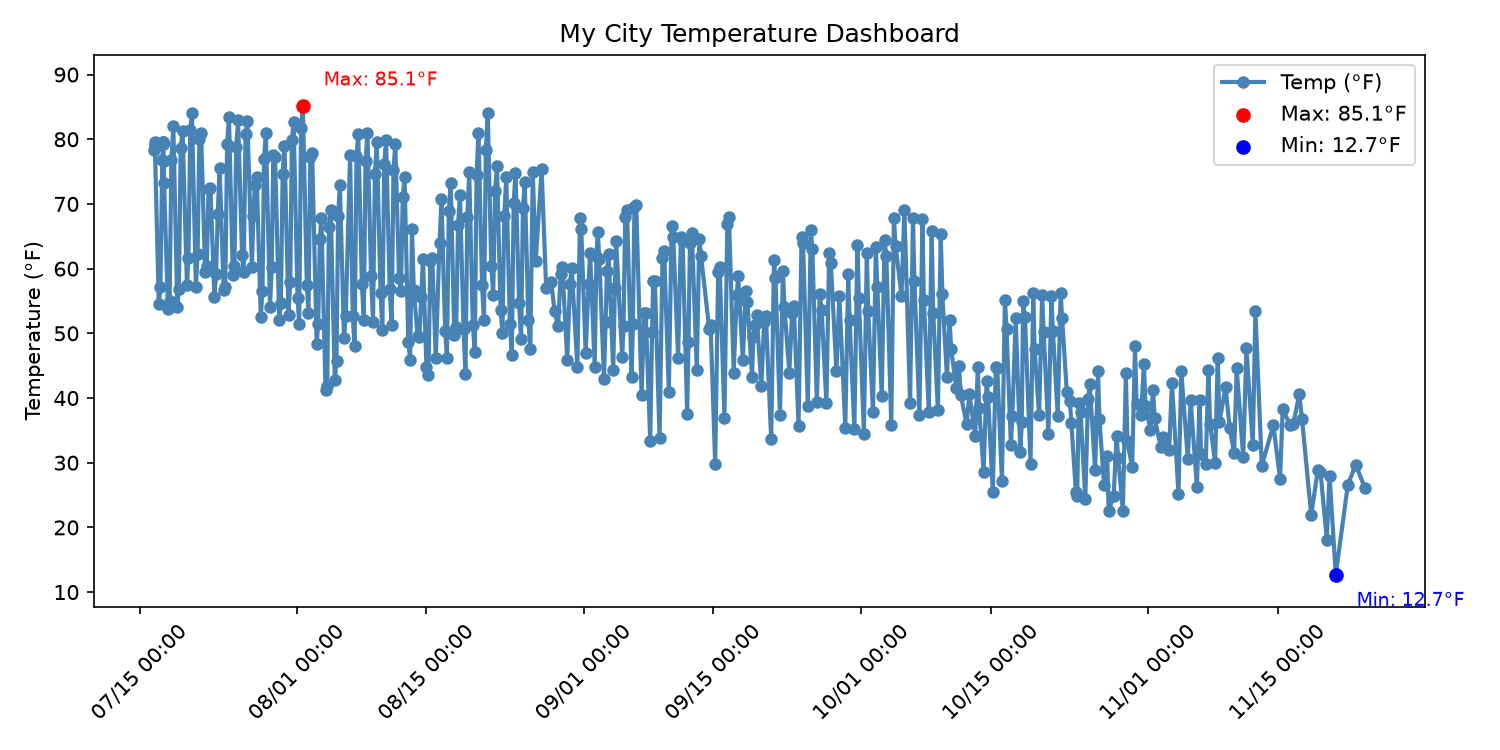 My City Temperature Dashboard
Temperature (°F)
90
80
70
60
50
40
30
20
10
Max: 85.1°F
Temp (°F)
Max: 85.1°F
Min: 12.7°F
Min: 12.7°F
07/15 00:00
08/01 00:00
08/15 00:00
09/01 00:00
09/15 00:00
10/01 00:00
10/15 00:00
11/01 00:00
11/15 00:00